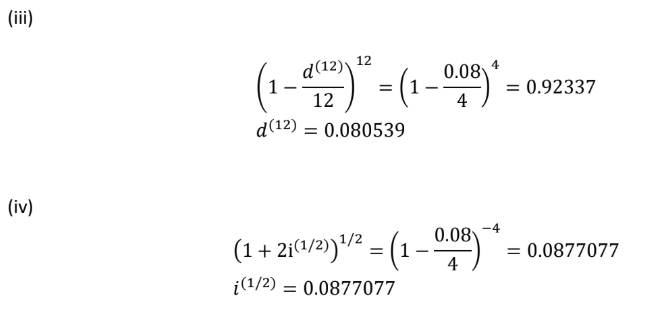 (iii)
(1 − d^(12)/12)^12 = (1 − 0.08/4)^4 = 0.92337
d^(12) = 0.080539
(iv)
(1 + 2i^(1/2))^1/2 = (1 − 0.08/4)^−4 = 0.0877077
i^(1/2) = 0.0877077